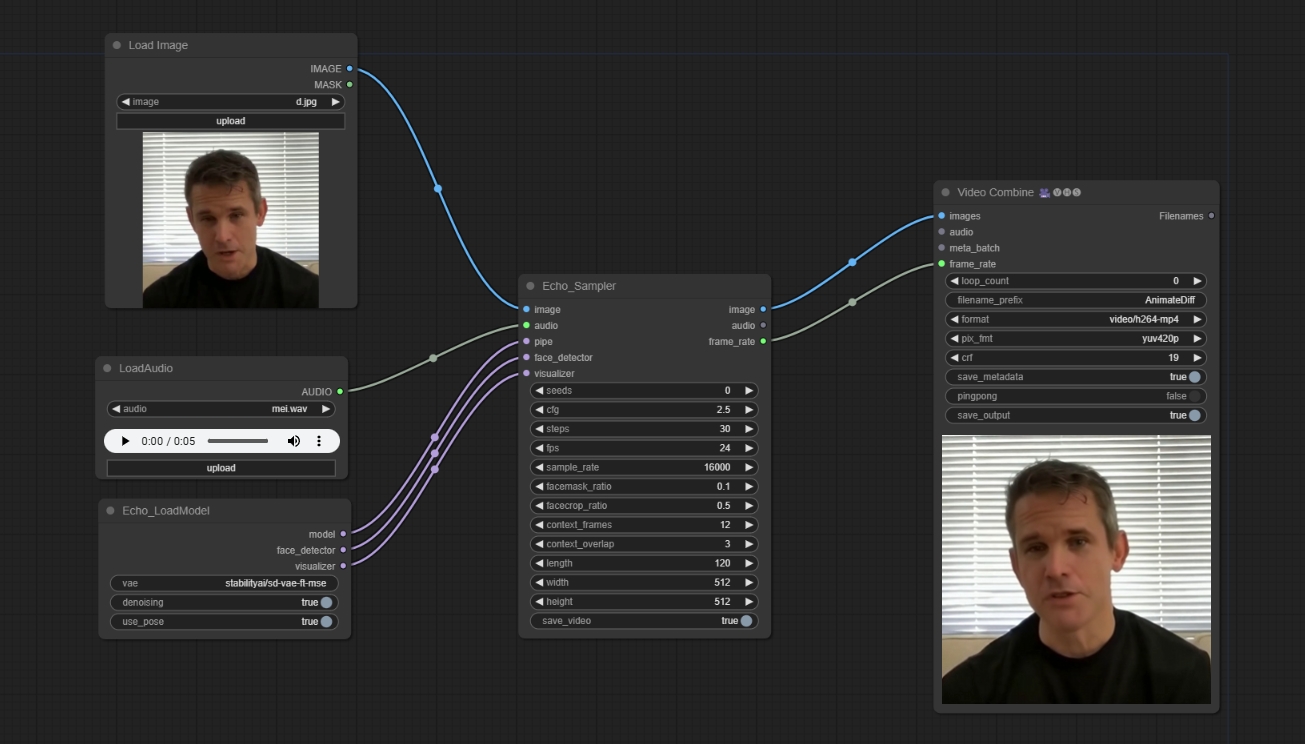 Load Image
IMAGE
MASK
image d.jpg
upload
LoadAudio
AUDIO
audio mei.wav
0:00 / 0:05
upload
Echo_LoadModel
model
face_detector
visualizer
vae stabilityai/sd-vae-ft-mse
denoising true
use_pose true
Echo_Sampler
image image
audio audio
pipe frame_rate
face_detector
visualizer
seeds 0
cfg 2.5
steps 30
fps 24
sample_rate 16000
facemask_ratio 0.1
facecrop_ratio 0.5
context_frames 12
context_overlap 3
length 120
width 512
height 512
save_video true
Video Combine 🎥🅥🅗🅢
images Filenames
audio
meta_batch
frame_rate
loop_count 0
filename_prefix AnimateDiff
format video/h264-mp4
pix_fmt yuv420p
crf 19
save_metadata true
pingpong false
save_output true